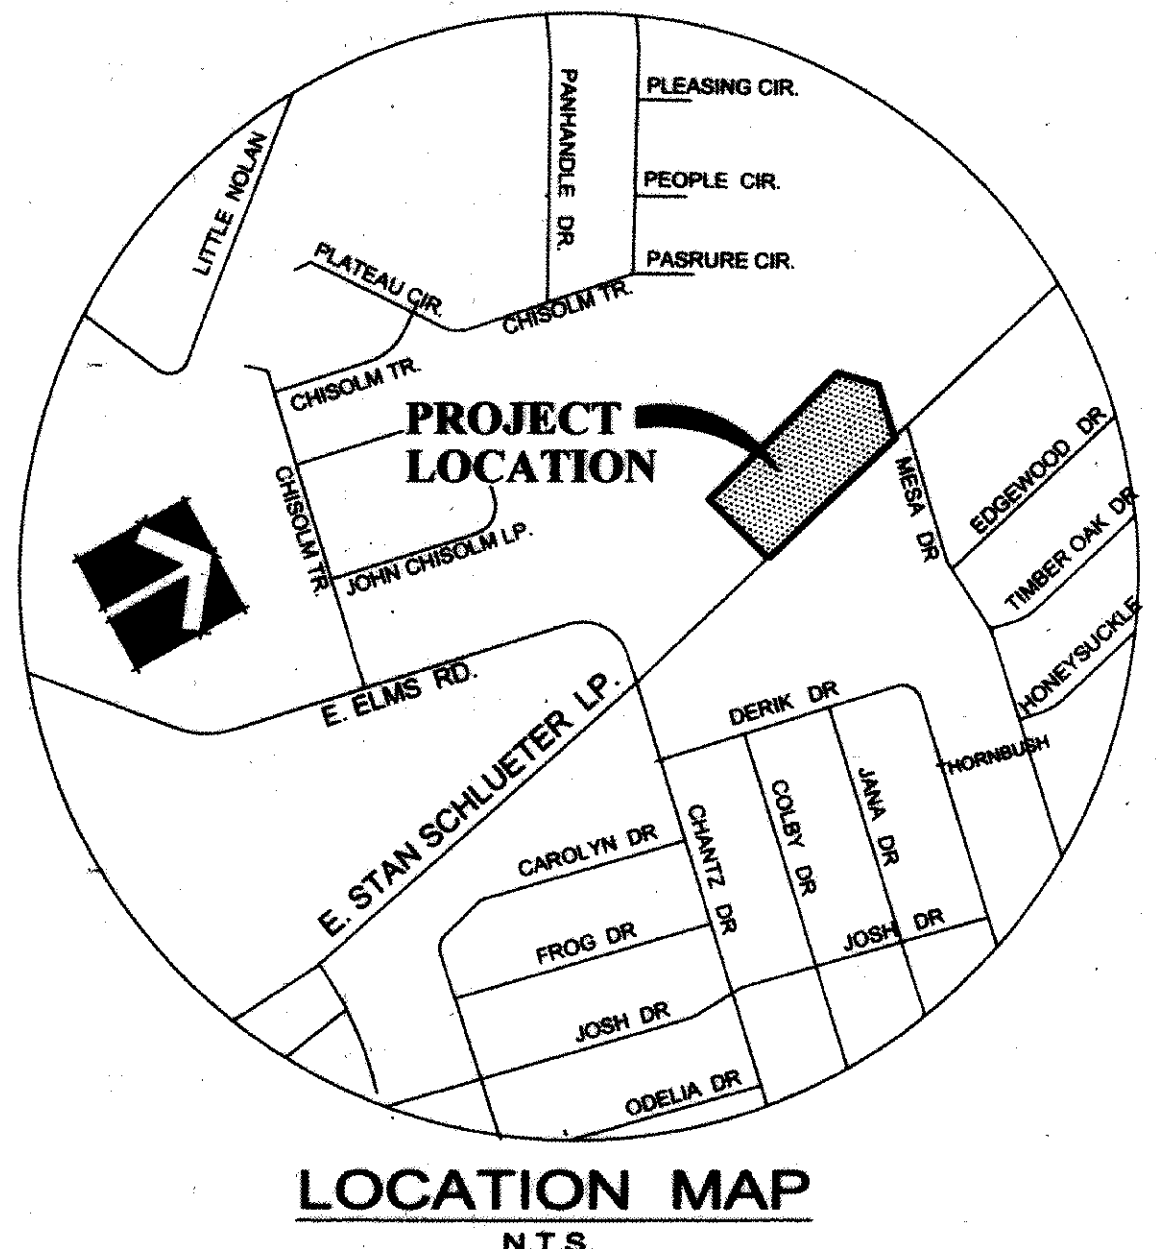 PLEASING CIR.
PANHANDLE DR.
LITTLE NOLAN
PEOPLE CIR.
PLATEAU CIR.
PASRURE CIR.
CHISOLM TR.
CHISOLM TR.
PROJECT
LOCATION
CHISOLM TR.
MESA DR
EDGEWOOD DR
TIMBER OAK DR
JOHN CHISOLM LP.
HONEYSUCKLE
E. ELMS RD.
E. STAN SCHLUETER LP.
DERIK DR
THORNBUSH
COLBY DR
JANA DR
CHANTZ DR
CAROLYN DR
FROG DR
JOSH DR
JOSH DR
ODELIA DR
LOCATION MAP
N.T.S.